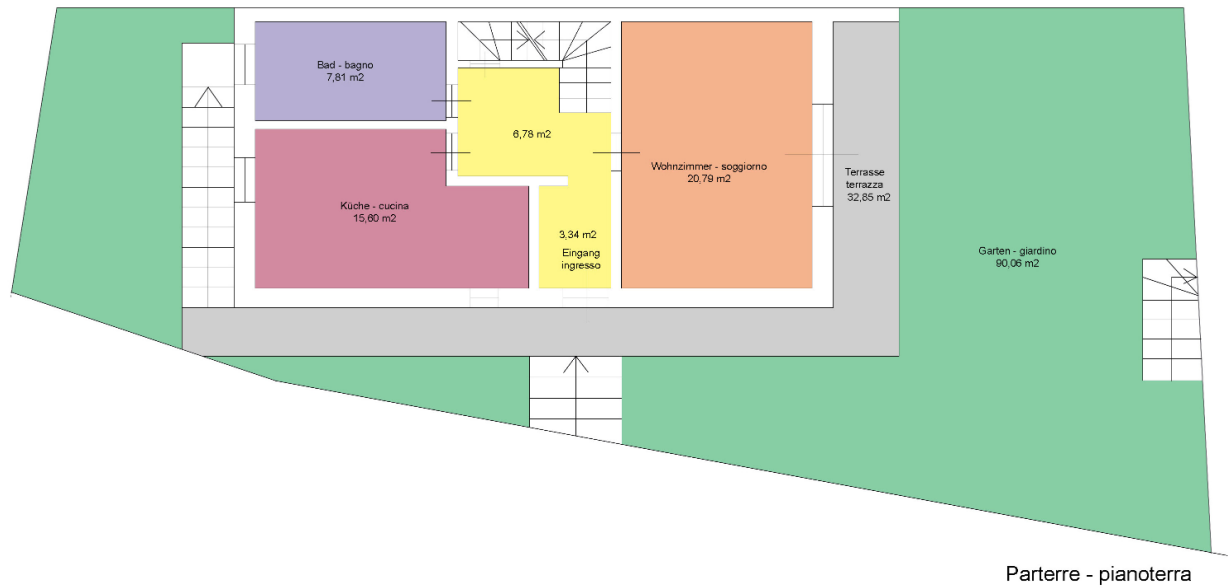 Bad - bagno
7,81 m2
6,78 m2
Wohnzimmer - soggiorno
20,79 m2
Terrasse
terrazza
32,85 m2
Küche - cucina
15,60 m2
3,34 m2
Eingang
ingresso
Garten - giardino
90,06 m2
Parterre - pianoterra